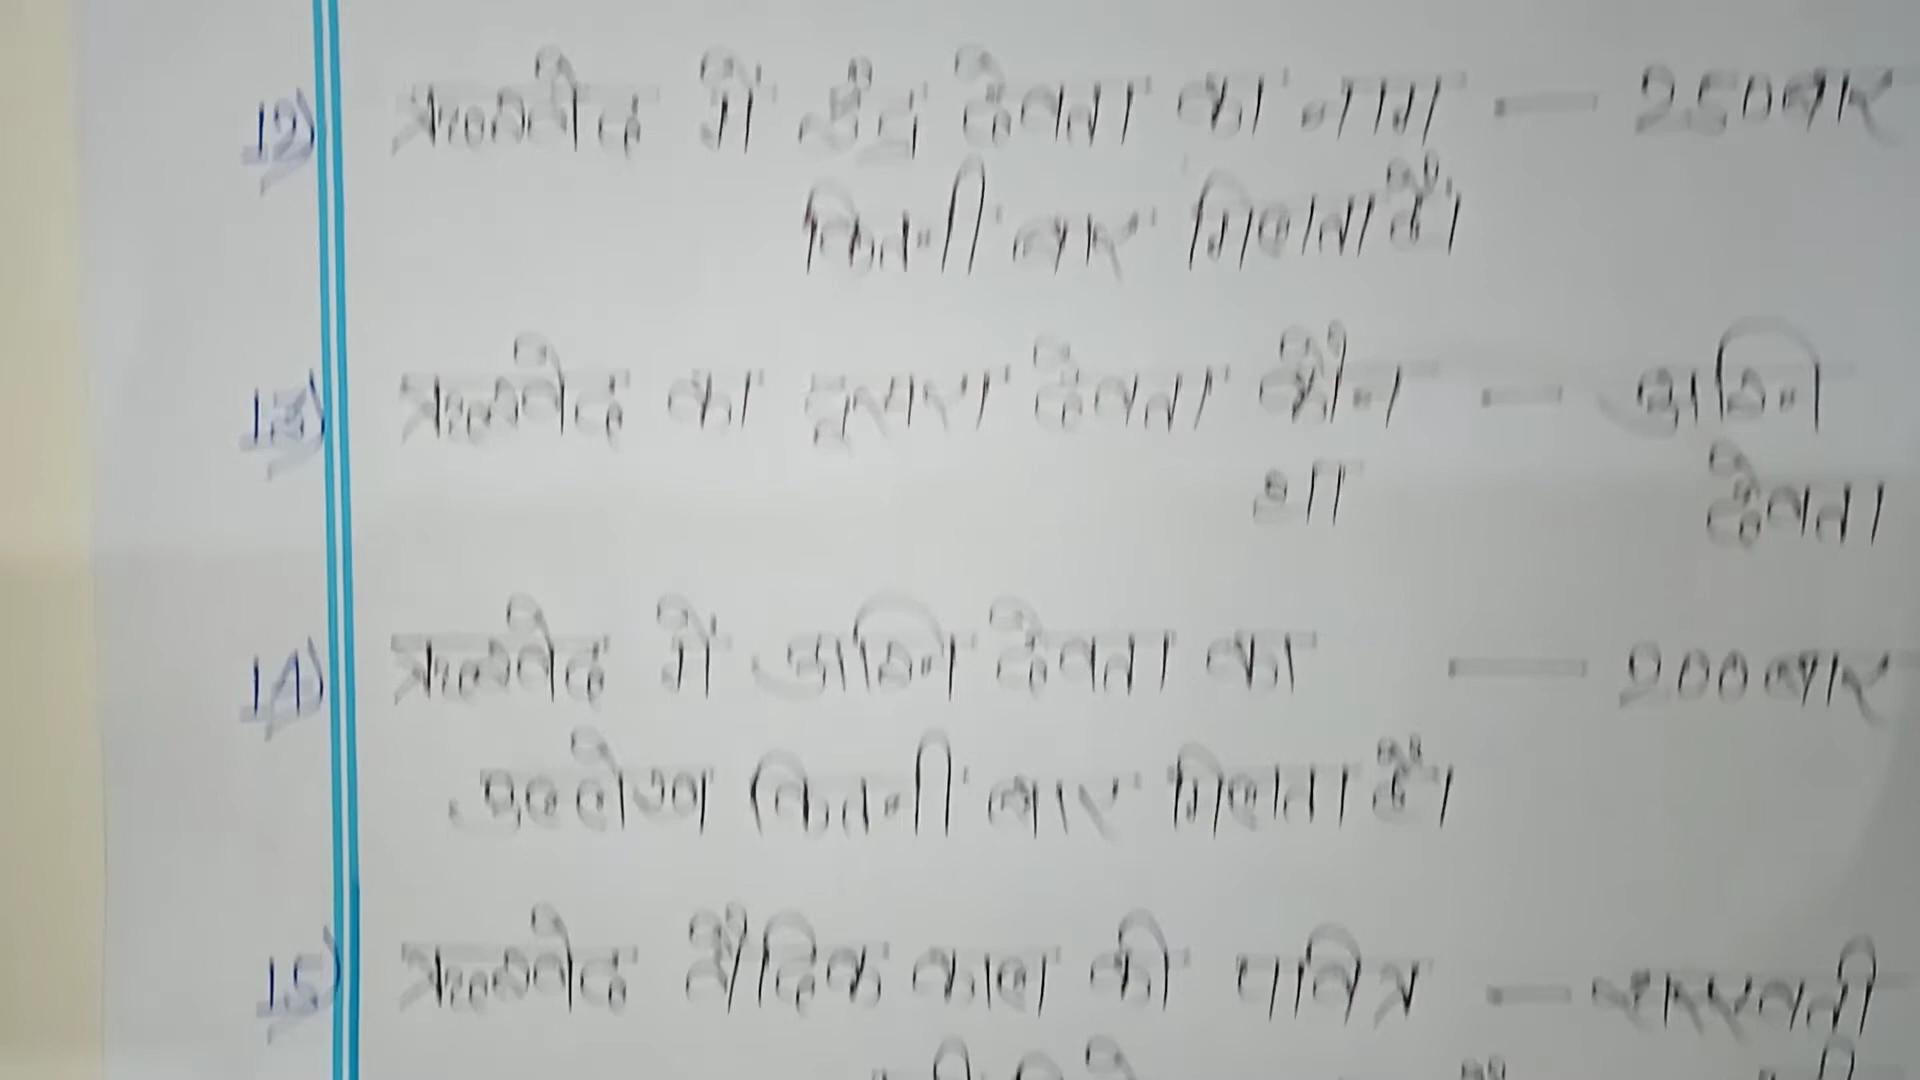 12) ऋग्वेद में इंद्र देवता का नाम — 250बार
कितनी बार मिलता है।
13) ऋग्वेद का दूसरा देवता कौन — अग्नि
था देवता
14) ऋग्वेद में अग्नि देवता का — 200बार
उल्लेख कितनी बार मिलता है।
15) ऋग्वेद वैदिक काल की पवित्र — सरस्वती